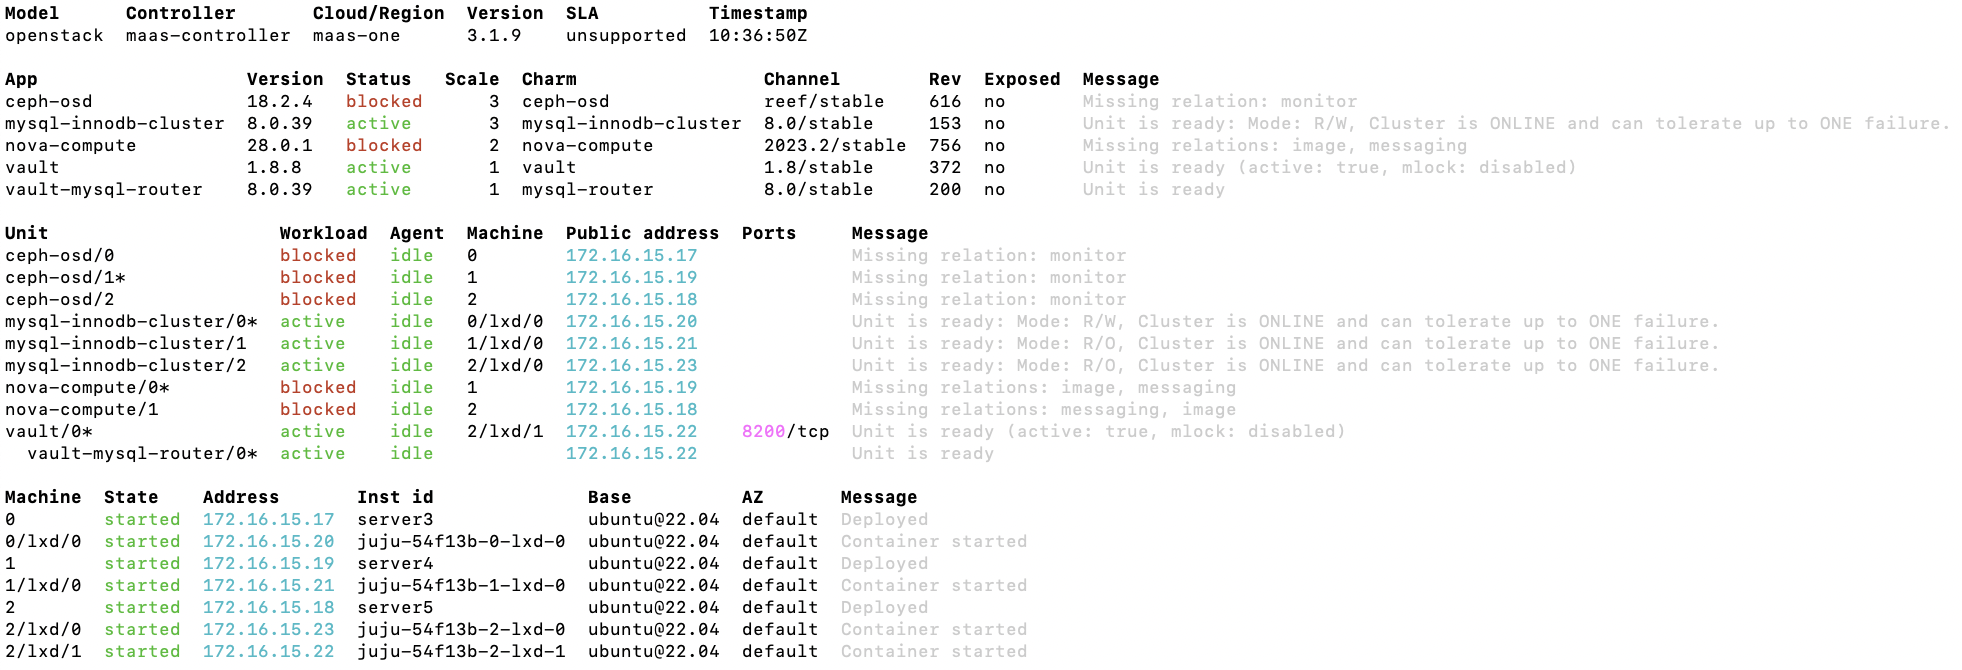 Model      Controller       Cloud/Region  Version  SLA          Timestamp
openstack  maas-controller  maas-one      3.1.9    unsupported  10:36:50Z

App                   Version  Status   Scale  Charm                 Channel        Rev  Exposed  Message
ceph-osd              18.2.4   blocked      3  ceph-osd              reef/stable    616  no       Missing relation: monitor
mysql-innodb-cluster  8.0.39   active       3  mysql-innodb-cluster  8.0/stable     153  no       Unit is ready: Mode: R/W, Cluster is ONLINE and can tolerate up to ONE failure.
nova-compute          28.0.1   blocked      2  nova-compute          2023.2/stable  756  no       Missing relations: image, messaging
vault                 1.8.8    active       1  vault                 1.8/stable     372  no       Unit is ready (active: true, mlock: disabled)
vault-mysql-router    8.0.39   active       1  mysql-router          8.0/stable     200  no       Unit is ready

Unit                     Workload  Agent  Machine  Public address  Ports     Message
ceph-osd/0               blocked   idle   0        172.16.15.17              Missing relation: monitor
ceph-osd/1*              blocked   idle   1        172.16.15.19              Missing relation: monitor
ceph-osd/2               blocked   idle   2        172.16.15.18              Missing relation: monitor
mysql-innodb-cluster/0*  active    idle   0/lxd/0  172.16.15.20              Unit is ready: Mode: R/W, Cluster is ONLINE and can tolerate up to ONE failure.
mysql-innodb-cluster/1   active    idle   1/lxd/0  172.16.15.21              Unit is ready: Mode: R/O, Cluster is ONLINE and can tolerate up to ONE failure.
mysql-innodb-cluster/2   active    idle   2/lxd/0  172.16.15.23              Unit is ready: Mode: R/O, Cluster is ONLINE and can tolerate up to ONE failure.
nova-compute/0*          blocked   idle   1        172.16.15.19              Missing relations: image, messaging
nova-compute/1           blocked   idle   2        172.16.15.18              Missing relations: messaging, image
vault/0*                 active    idle   2/lxd/1  172.16.15.22    8200/tcp  Unit is ready (active: true, mlock: disabled)
  vault-mysql-router/0*  active    idle            172.16.15.22              Unit is ready

Machine  State    Address       Inst id              Base          AZ       Message
0        started  172.16.15.17  server3              ubuntu@22.04  default  Deployed
0/lxd/0  started  172.16.15.20  juju-54f13b-0-lxd-0  ubuntu@22.04  default  Container started
1        started  172.16.15.19  server4              ubuntu@22.04  default  Deployed
1/lxd/0  started  172.16.15.21  juju-54f13b-1-lxd-0  ubuntu@22.04  default  Container started
2        started  172.16.15.18  server5              ubuntu@22.04  default  Deployed
2/lxd/0  started  172.16.15.23  juju-54f13b-2-lxd-0  ubuntu@22.04  default  Container started
2/lxd/1  started  172.16.15.22  juju-54f13b-2-lxd-1  ubuntu@22.04  default  Container started